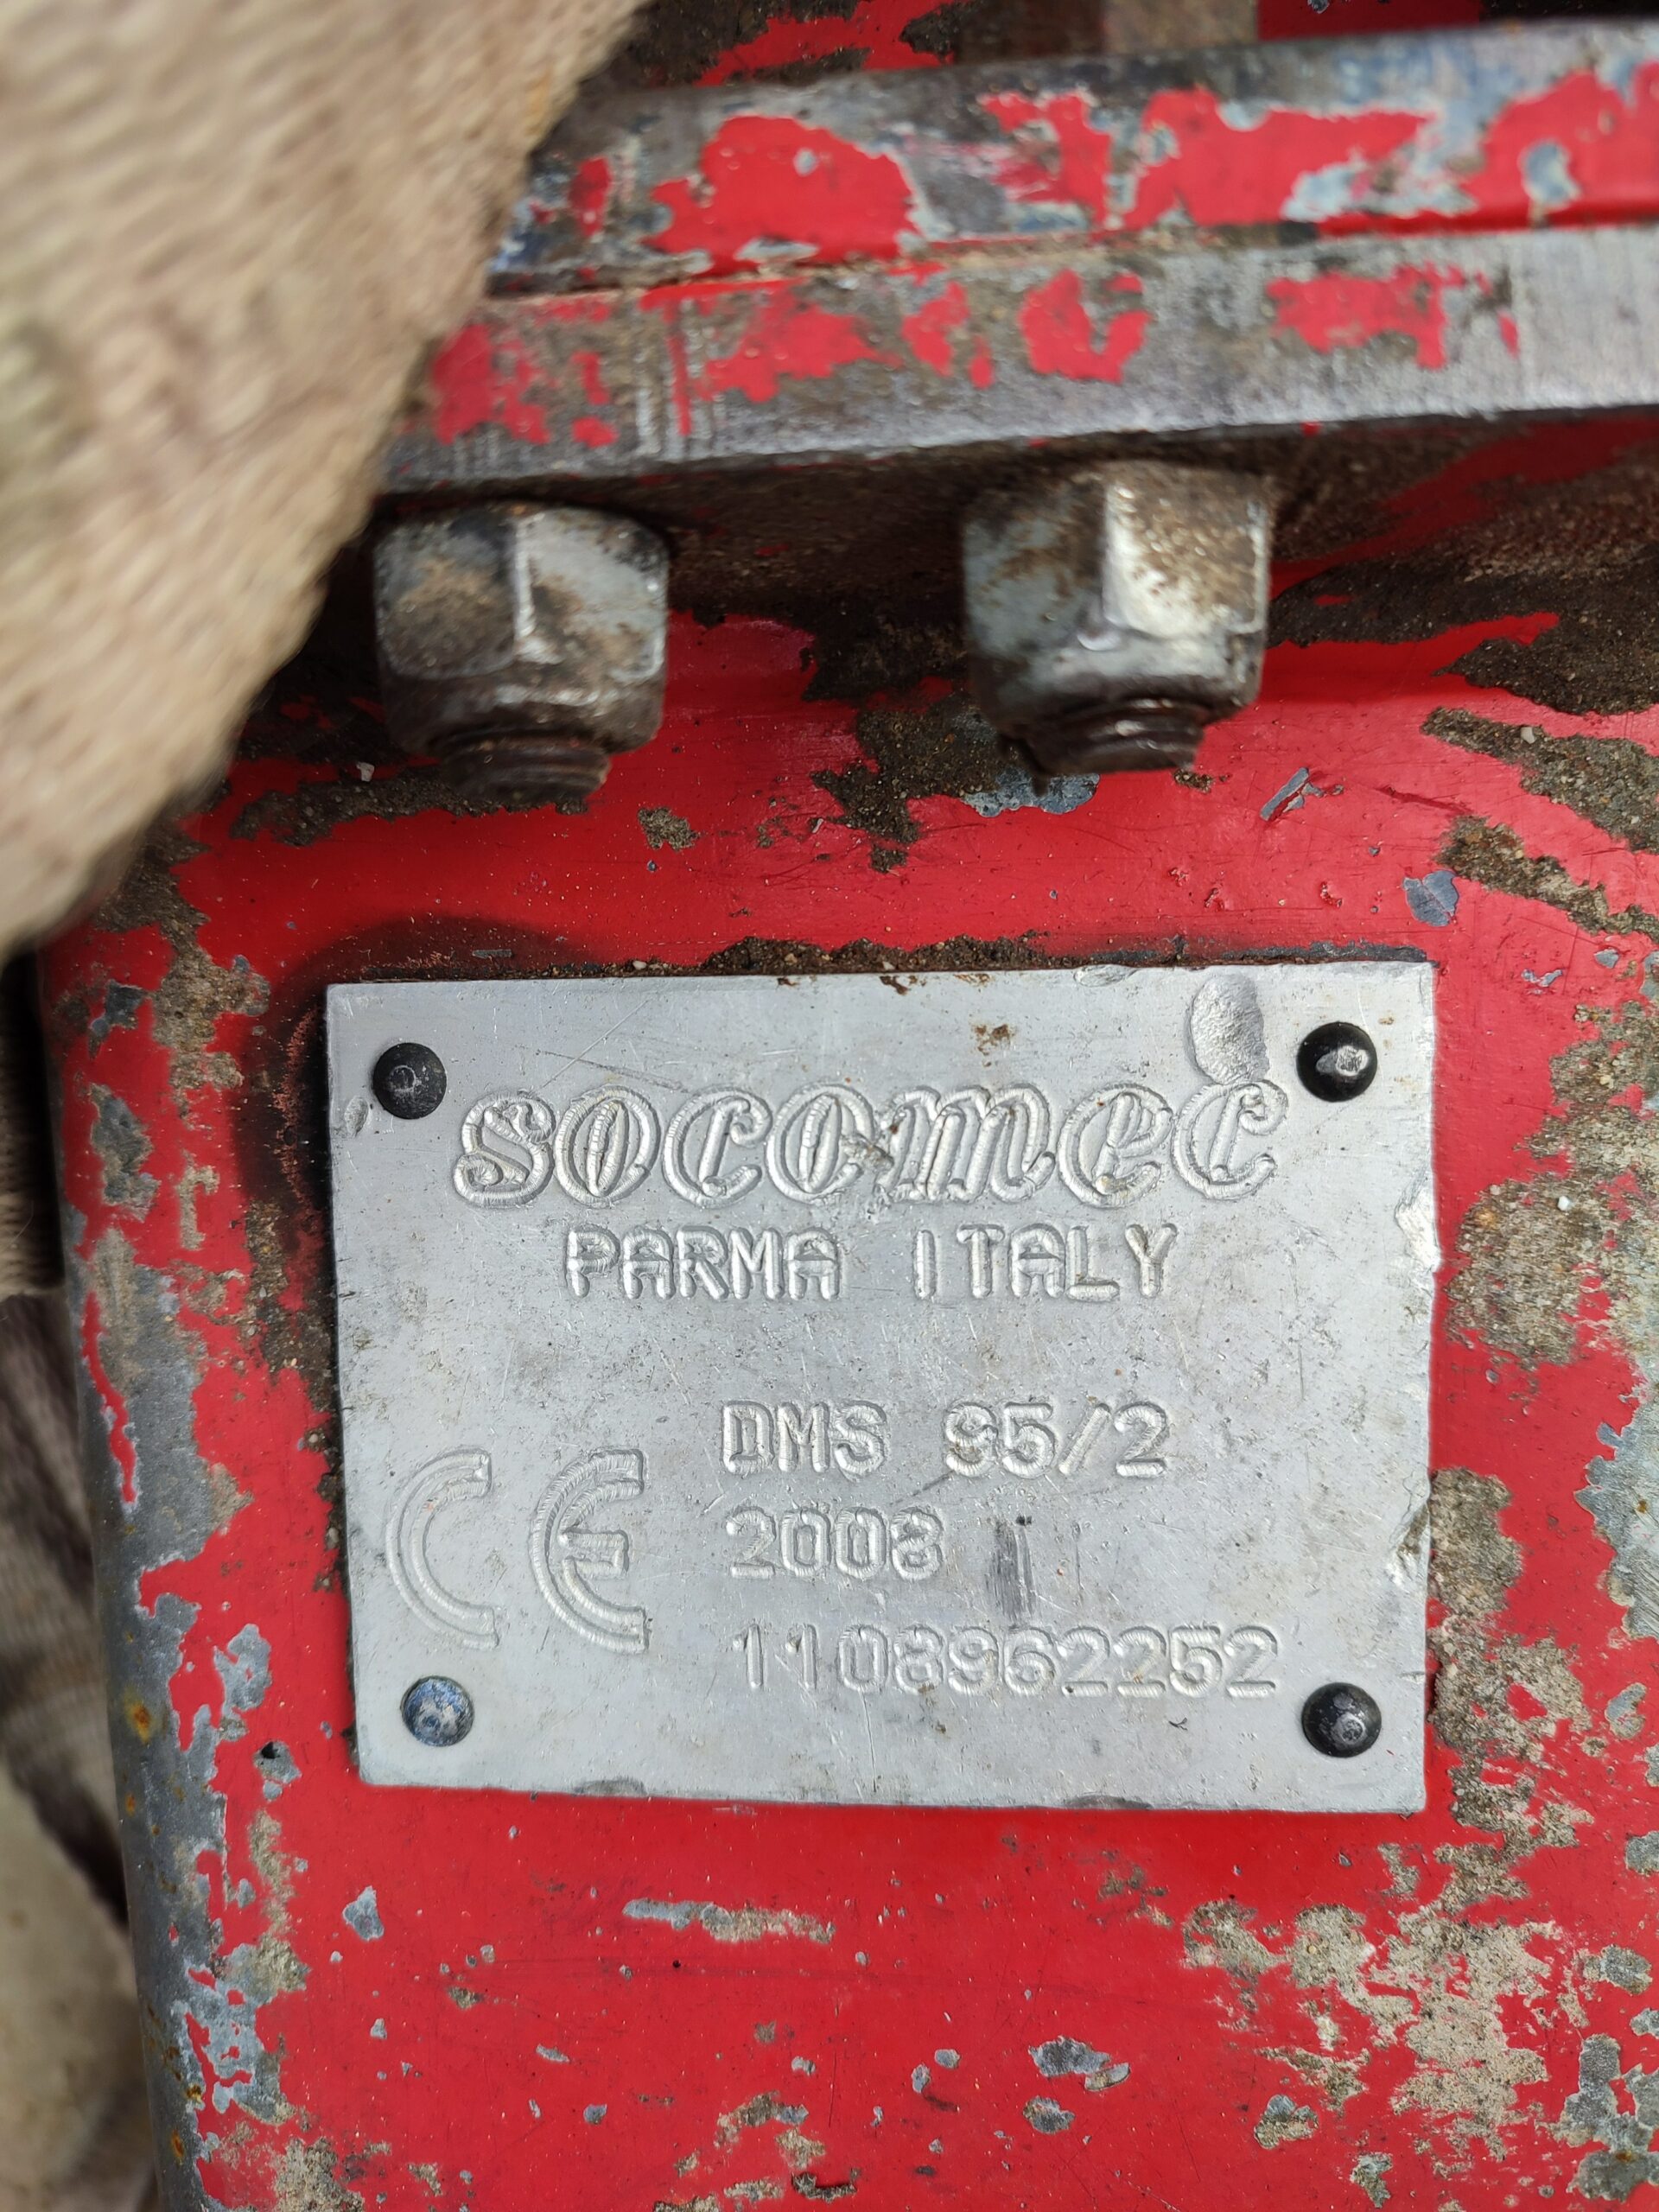 socomec
PARMA ITALY
DMS 95/2
CE 2008
1108962252